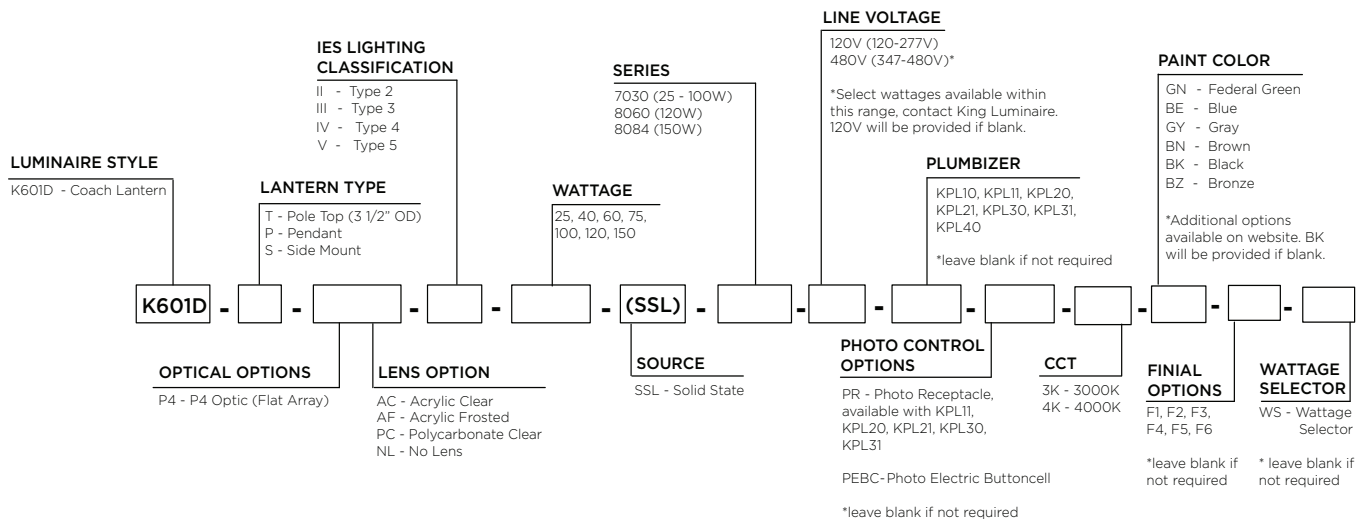 LINE VOLTAGE
120V (120-277V)
480V (347-480V)*
*Select wattages available within
this range, contact King Luminaire.
120V will be provided if blank.
IES LIGHTING
CLASSIFICATION
II - Type 2
III - Type 3
IV - Type 4
V - Type 5
SERIES
7030 (25 - 100W)
8060 (120W)
8084 (150W)
PAINT COLOR
GN - Federal Green
BE - Blue
GY - Gray
BN - Brown
BK - Black
BZ - Bronze
*Additional options
available on website. BK
will be provided if blank.
LUMINAIRE STYLE
K601D - Coach Lantern
LANTERN TYPE
T - Pole Top (3 1/2" OD)
P - Pendant
S - Side Mount
WATTAGE
25, 40, 60, 75,
100, 120, 150
PLUMBIZER
KPL10, KPL11, KPL20,
KPL21, KPL30, KPL31,
KPL40
*leave blank if not required
K601D - - - - - (SSL) - - - - - - - -
OPTICAL OPTIONS
P4 - P4 Optic (Flat Array)
LENS OPTION
AC - Acrylic Clear
AF - Acrylic Frosted
PC - Polycarbonate Clear
NL - No Lens
SOURCE
SSL - Solid State
PHOTO CONTROL
OPTIONS
PR - Photo Receptacle,
available with KPL11,
KPL20, KPL21, KPL30,
KPL31
PEBC-Photo Electric Buttoncell
*leave blank if not required
CCT
3K - 3000K
4K - 4000K
FINIAL
OPTIONS
F1, F2, F3,
F4, F5, F6
*leave blank if
not required
WATTAGE
SELECTOR
WS - Wattage
Selector
* leave blank if
not required